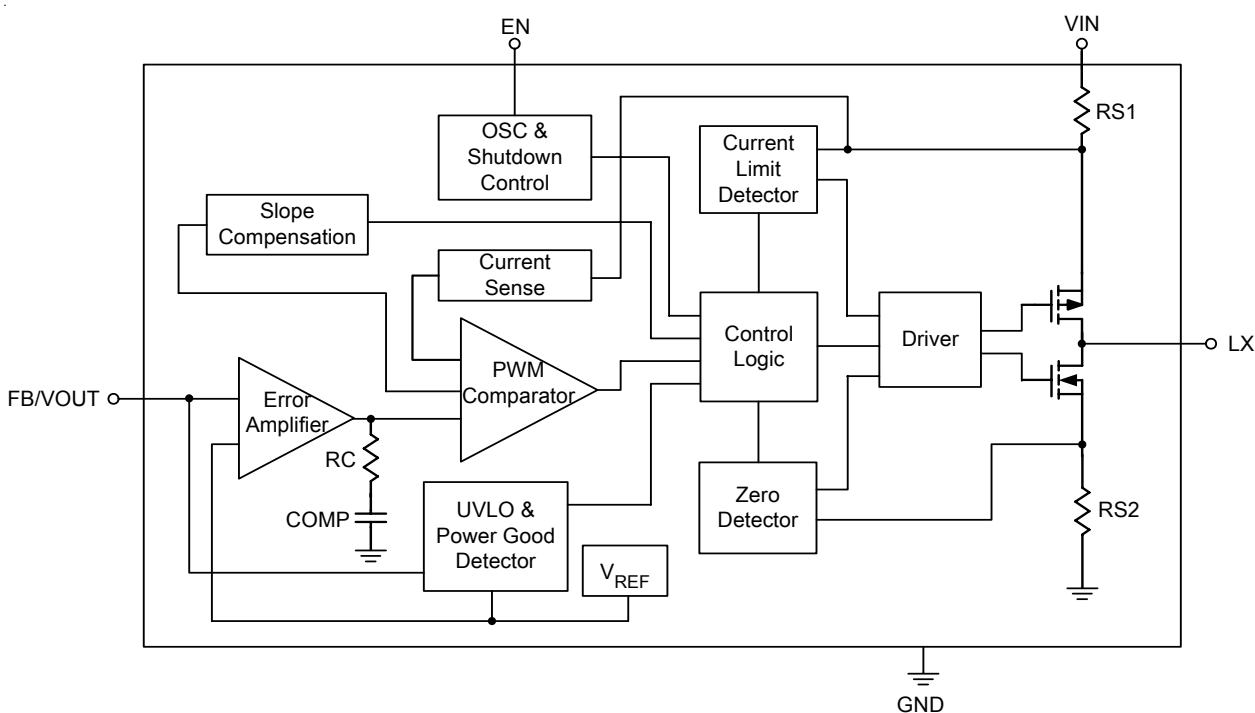 EN
VIN
RS1
OSC &
Shutdown
Control
Current
Limit
Detector
Slope
Compensation
Current
Sense
Control
Logic
Driver
LX
PWM
Comparator
FB/VOUT
Error
Amplifier
RC
COMP
UVLO &
Power Good
Detector
VREF
Zero
Detector
RS2
GND